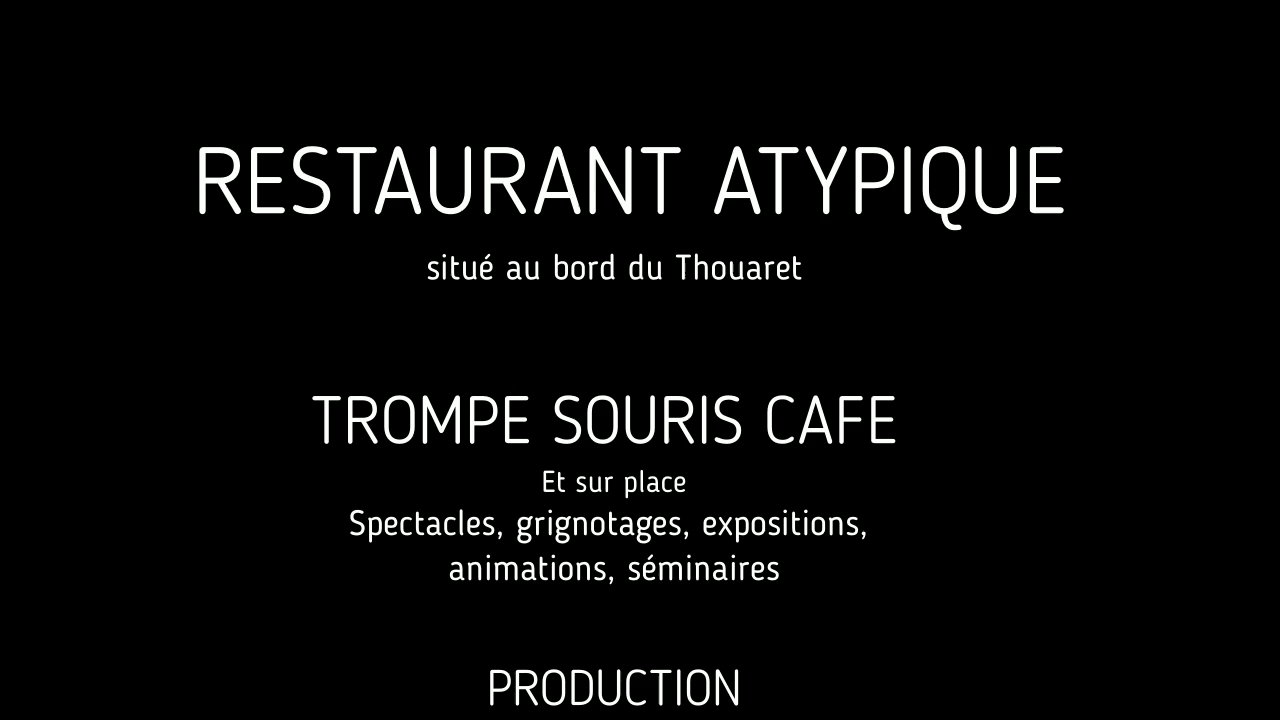 RESTAURANT ATYPIQUE
situé au bord du Thouaret
TROMPE SOURIS CAFE
Et sur place
Spectacles, grignotages, expositions,
animations, séminaires
PRODUCTION